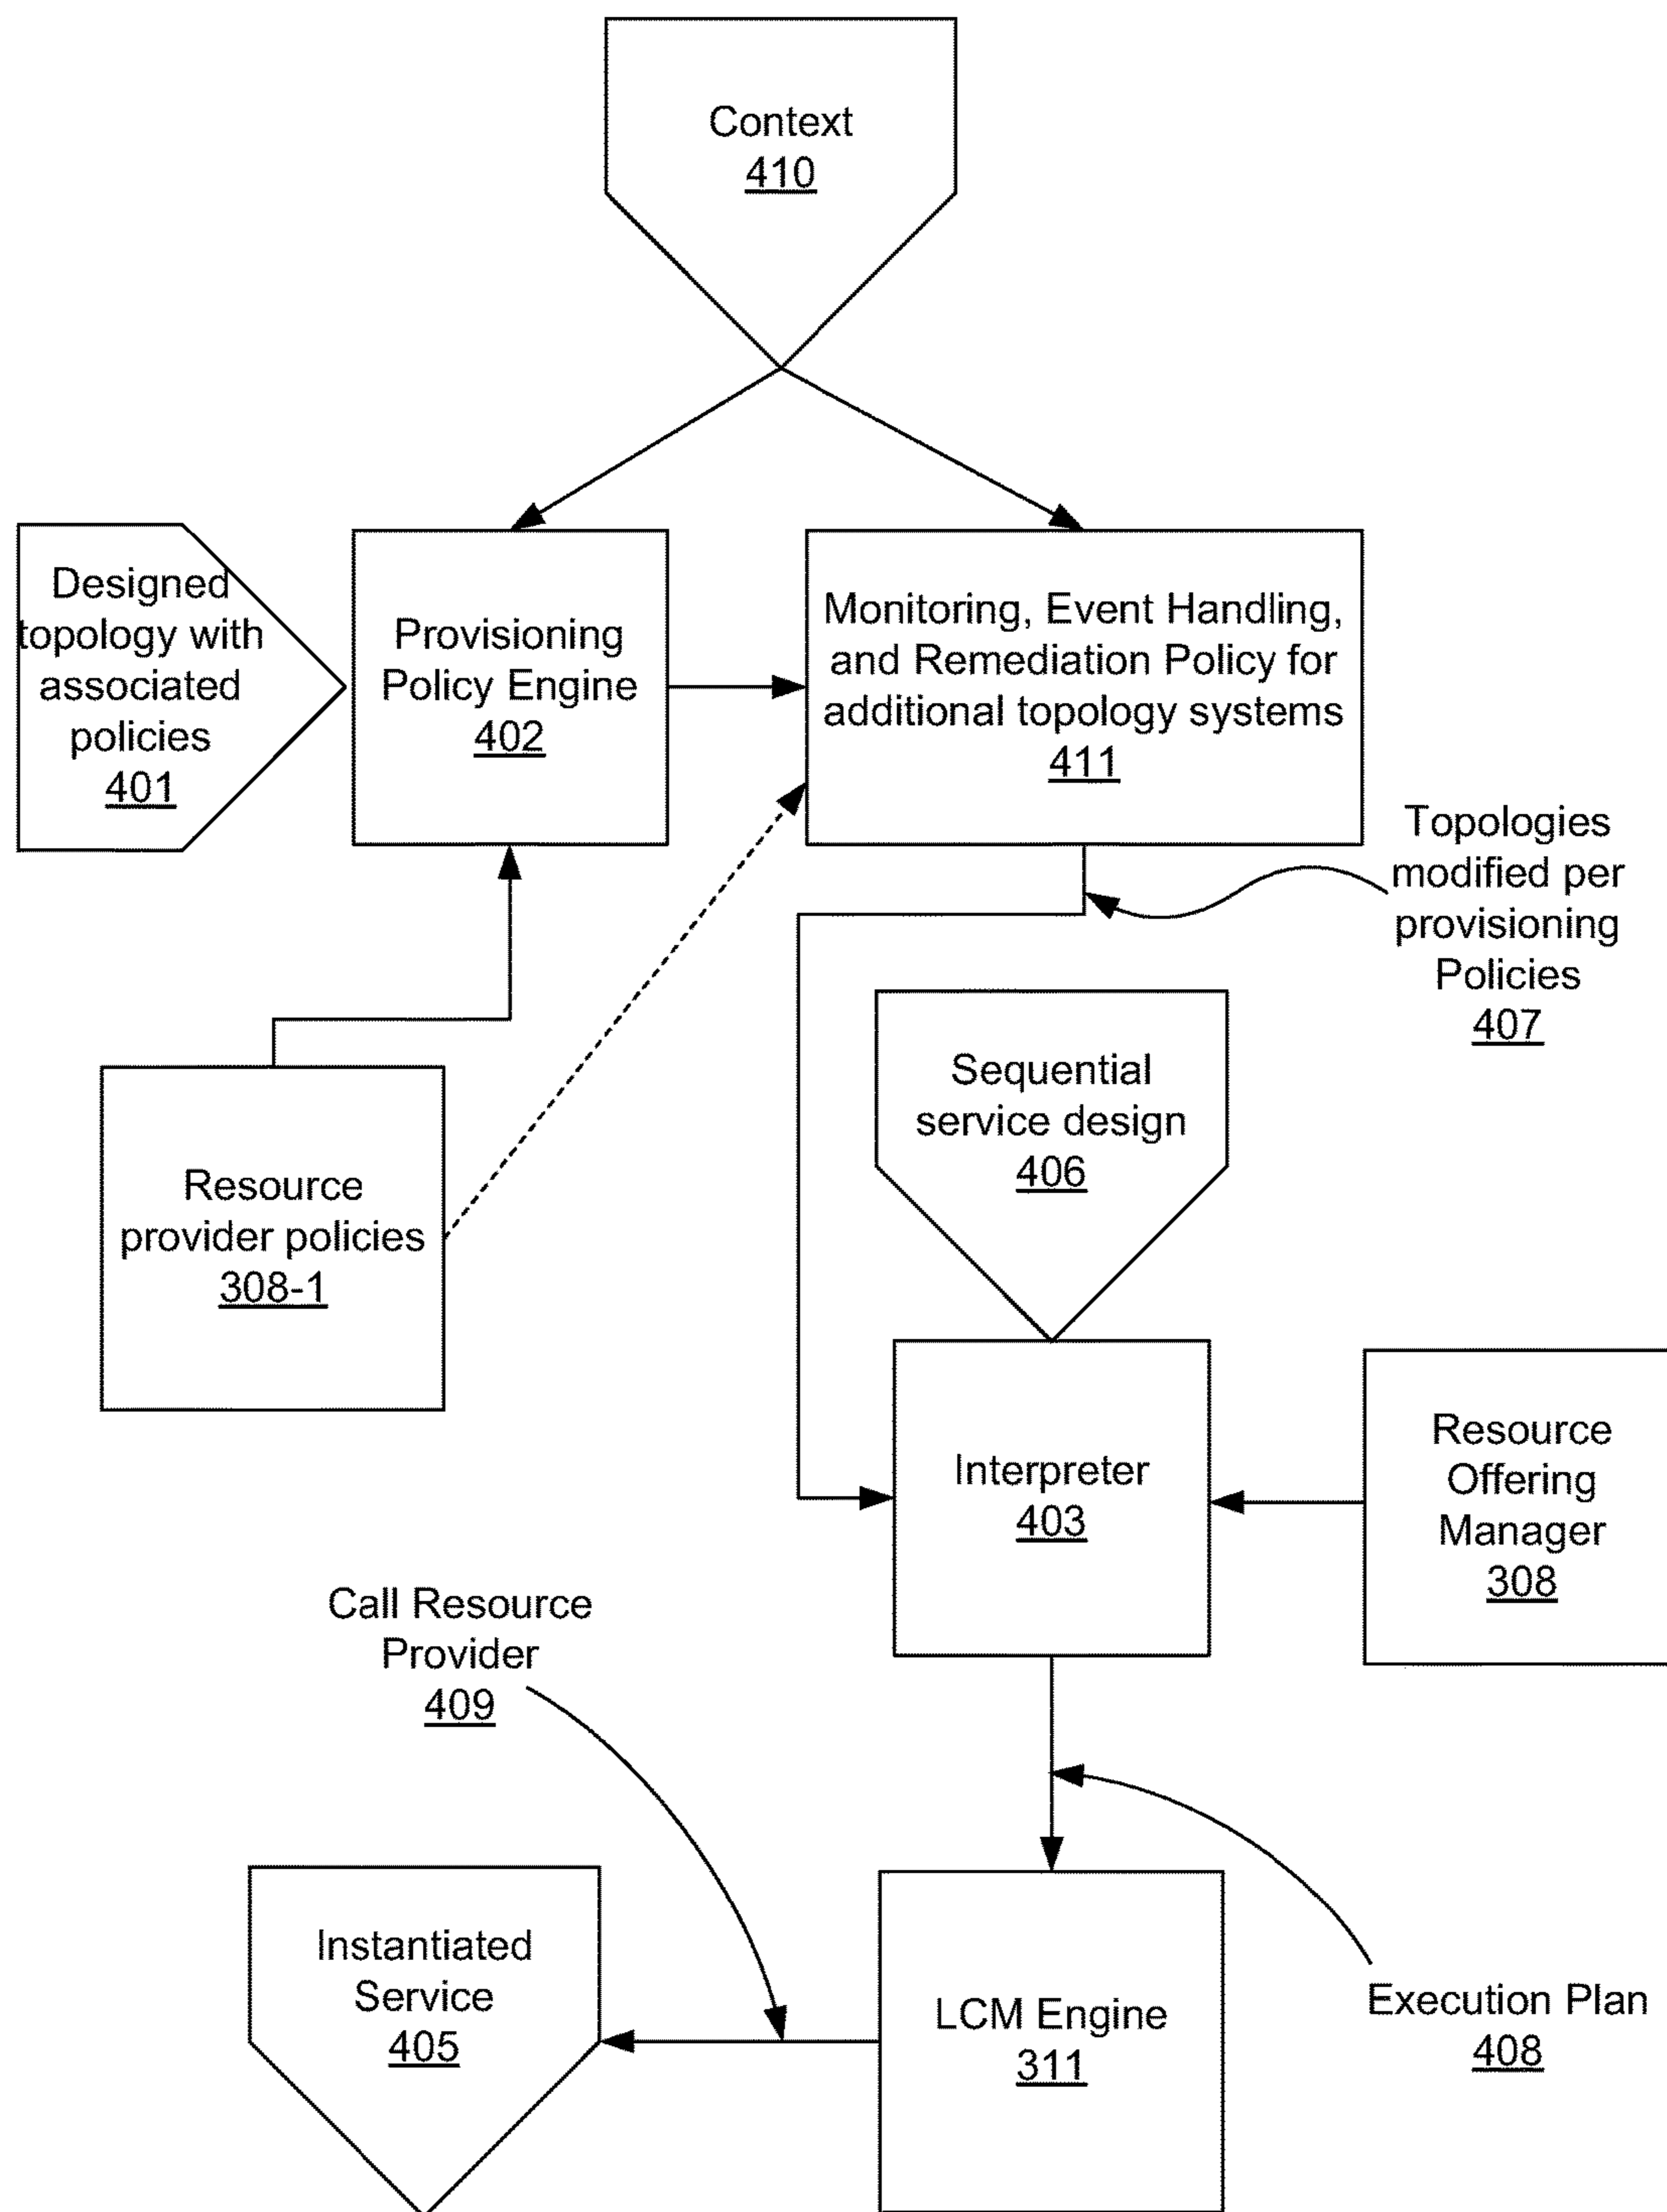 Context
410
Designed
topology with
associated
policies
401
Provisioning
Policy Engine
402
Monitoring, Event Handling,
and Remediation Policy for
additional topology systems
411
Topologies
modified per
provisioning
Policies
407
Sequential
service design
406
Resource
provider policies
308-1
Interpreter
403
Resource
Offering
Manager
308
Call Resource
Provider
409
Instantiated
Service
405
LCM Engine
311
Execution Plan
408